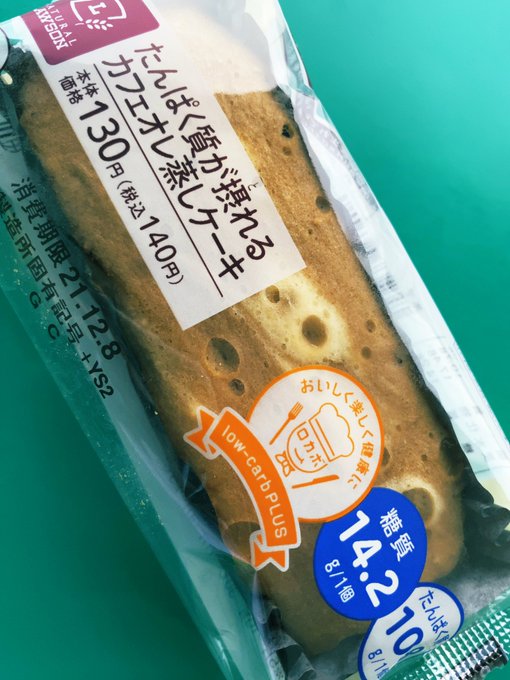 L
NATURAL
LAWSON
たんぱく質が摂れる
と
カフェオレ蒸しケーキ
本体
価格
130円(税込140円)
消費期限 21.12.8
製造所固有記号 +YS2
G C
おいしく楽しく健康に
ロカボ
low-carb PLUS
糖質
14.2
g/1個
たんぱく
10
g/1